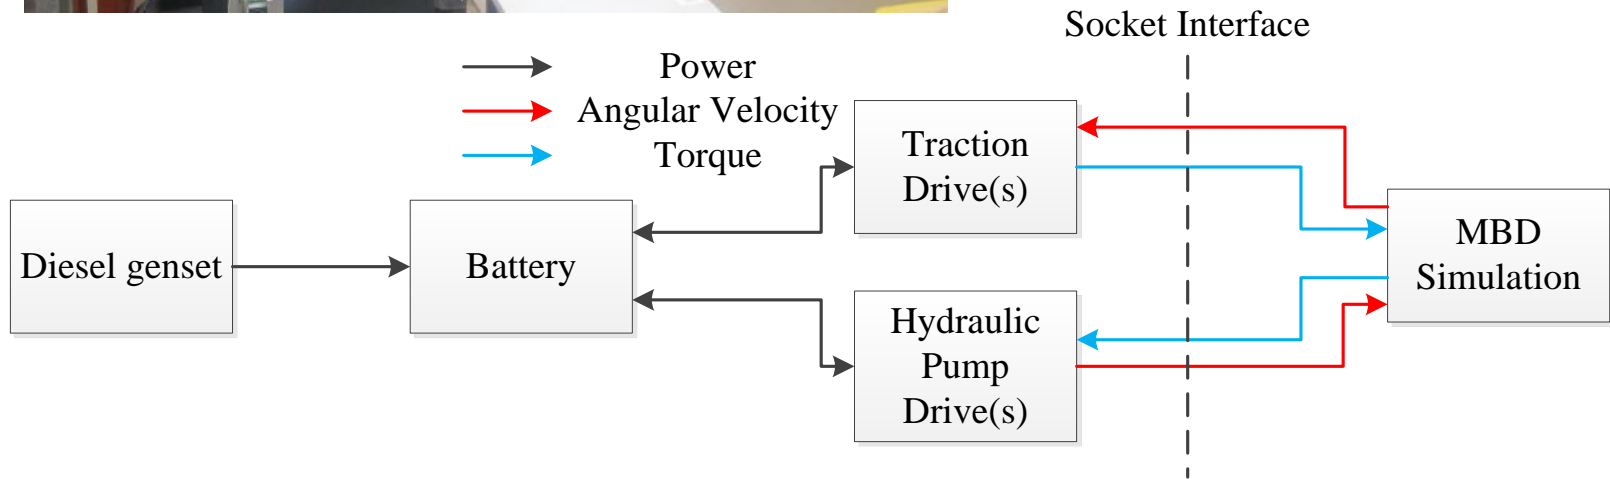 Socket Interface
Power
Angular Velocity
Torque
Traction
Drive(s)
Diesel genset
Battery
MBD
Simulation
Hydraulic
Pump
Drive(s)